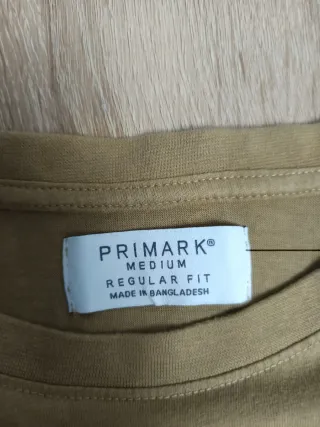 PRIMARK®
MEDIUM
REGULAR FIT
MADE IN BANGLADESH